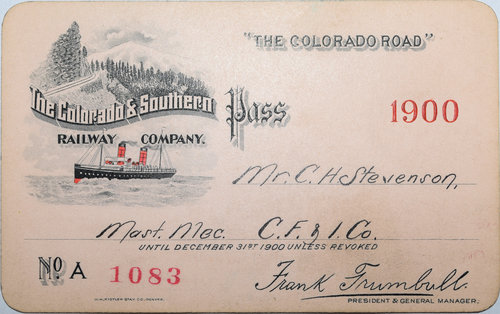 "THE COLORADO ROAD"
The Colorado & Southern
RAILWAY COMPANY.
Pass 1900
Mr. C. H. Stevenson,
Mast. Mec. C. F. & I. Co.
UNTIL DECEMBER 31ST 1900 UNLESS REVOKED
No. A 1083
Frank Trumbull.
PRESIDENT & GENERAL MANAGER.